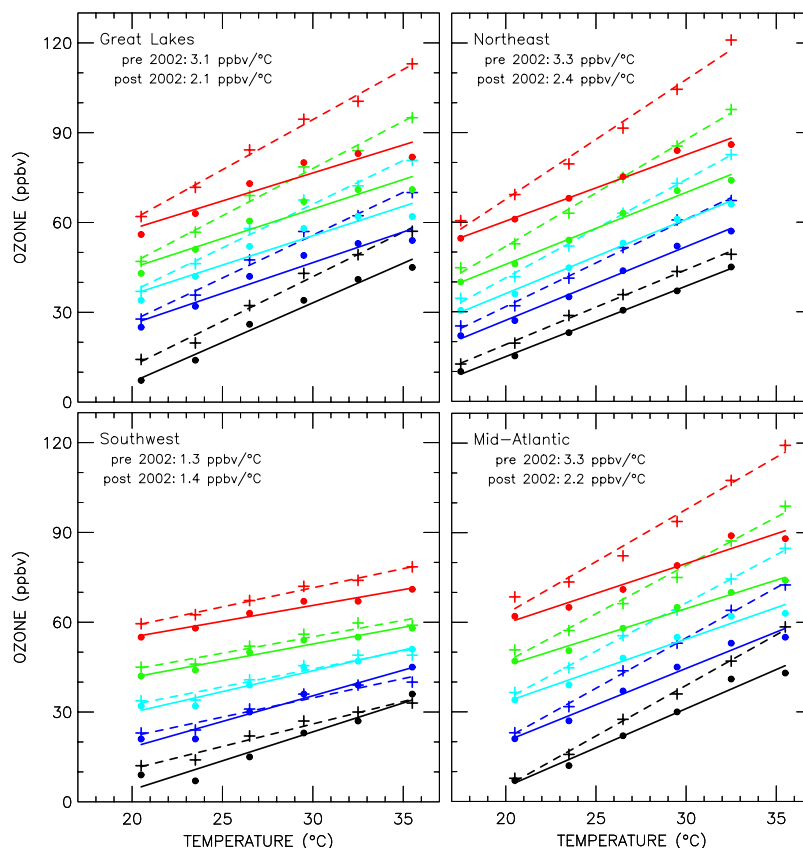 120
90
60
30
0
OZONE (ppbv)
Great Lakes
pre 2002: 3.1 ppbv/°C
post 2002: 2.1 ppbv/°C
Northeast
pre 2002: 3.3 ppbv/°C
post 2002: 2.4 ppbv/°C
120
90
60
30
0
OZONE (ppbv)
Southwest
pre 2002: 1.3 ppbv/°C
post 2002: 1.4 ppbv/°C
Mid-Atlantic
pre 2002: 3.3 ppbv/°C
post 2002: 2.2 ppbv/°C
20 25 30 35
20 25 30 35
TEMPERATURE (°C)
TEMPERATURE (°C)